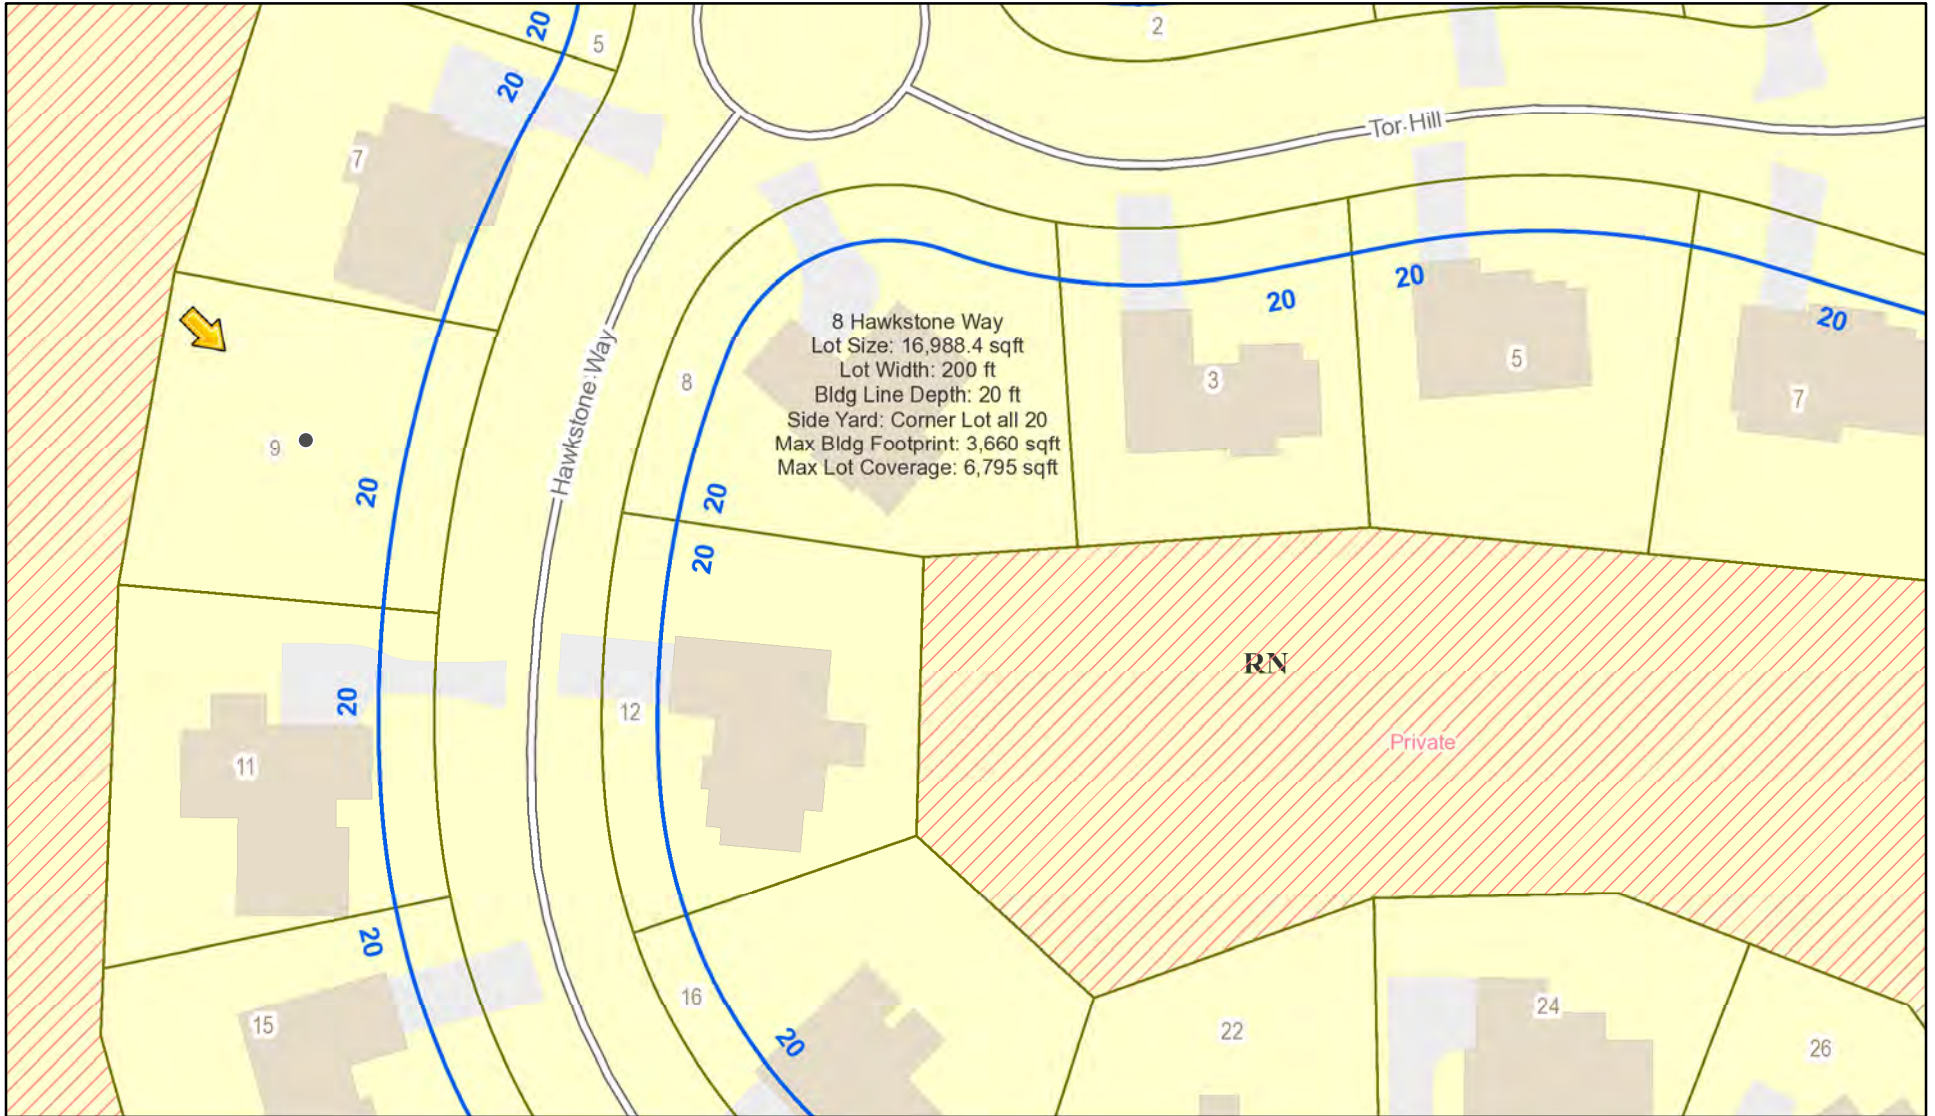 20
5
2
20
Tor Hill
7
20
20
20
8 Hawkstone Way
Lot Size: 16,988.4 sqft
Lot Width: 200 ft
Bldg Line Depth: 20 ft
Side Yard: Corner Lot all 20
Max Bldg Footprint: 3,660 sqft
Max Lot Coverage: 6,795 sqft
Hawkstone Way
8
3
5
7
9
20
20
20
RN
Private
12
20
11
20
16
15
20
22
24
26